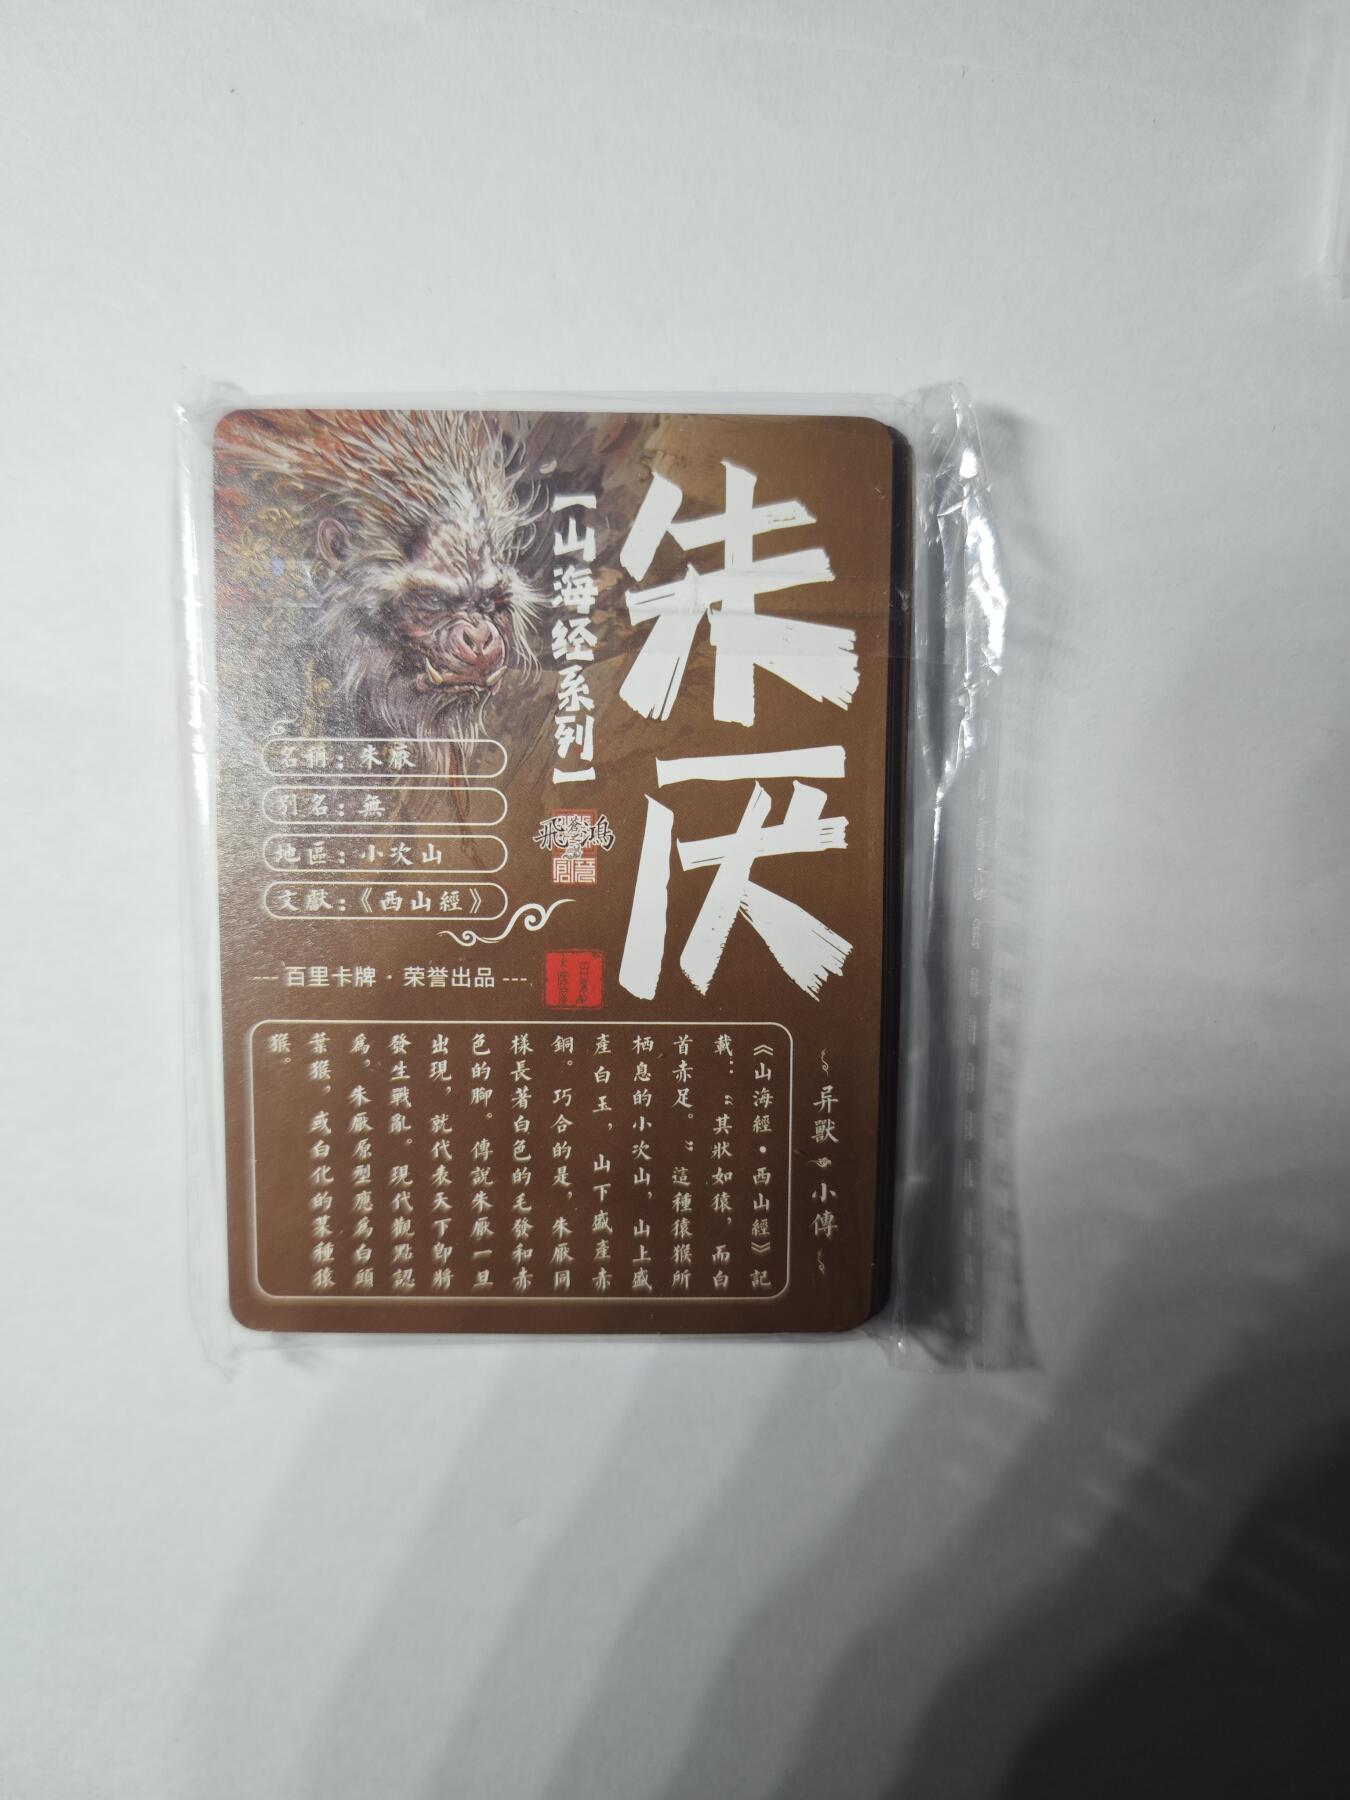 朱厌
【山海经系列】
飛鴻
名稱：朱厭
別名：無
地區：小次山
文獻：《西山經》
--- 百里卡牌 · 荣誉出品 ---
异獸 小傳
《山海經•西山經》記
載：“其狀如猿，而白
首赤足。”這種猿猴所
栖息的小次山，山上盛
產白玉，山下盛產赤
銅。巧合的是，朱厭同
樣長著白色的毛發和赤
色的腳。傳說朱厭一旦
出現，就代表天下即將
發生戰亂。現代觀點認
爲，朱厭原型應爲白頭
葉猴，或白化的某種猿
猴。